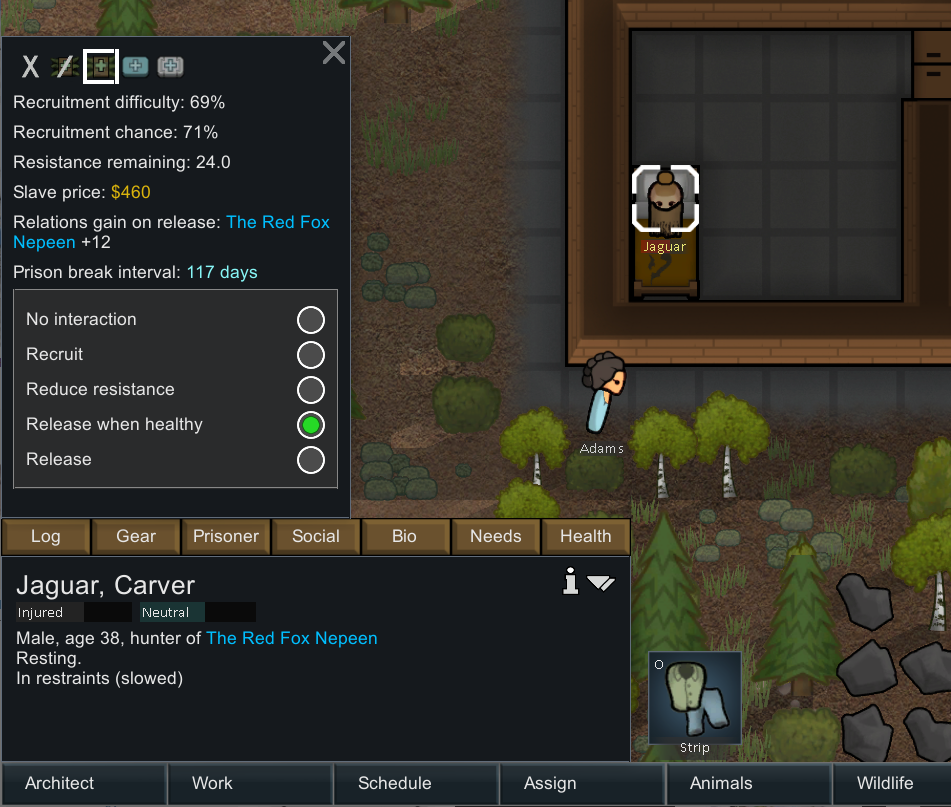 Recruitment difficulty: 69%
Recruitment chance: 71%
Resistance remaining: 24.0
Slave price: $460
Relations gain on release: The Red Fox
Nepeen +12
Prison break interval: 117 days
No interaction
Recruit
Reduce resistance
Release when healthy
Release
Jaguar
Adams
Log
Gear
Prisoner
Social
Bio
Needs
Health
Jaguar, Carver
Injured
Neutral
Male, age 38, hunter of The Red Fox Nepeen
Resting.
In restraints (slowed)
O
Strip
Architect
Work
Schedule
Assign
Animals
Wildlife